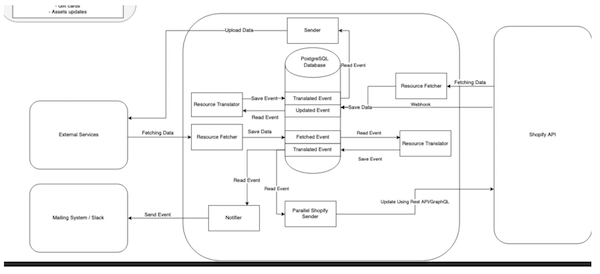 - Gift cards
- Assets updates
Upload Data
Sender
PostgreSQL
Database
Read Event
Resource Fetcher
Fetching Data
Resource Translator
Save Event
Translated Event
Updated Event
Read Event
Save Data
Webhook
External Services
Fetching Data
Resource Fetcher
Save Data
Fetched Event
Translated Event
Read Event
Save Event
Resource Translator
Shopify API
Read Event
Read Event
Mailing System / Slack
Send Event
Notifier
Parallel Shopify
Sender
Update Using Rest API/GraphQL